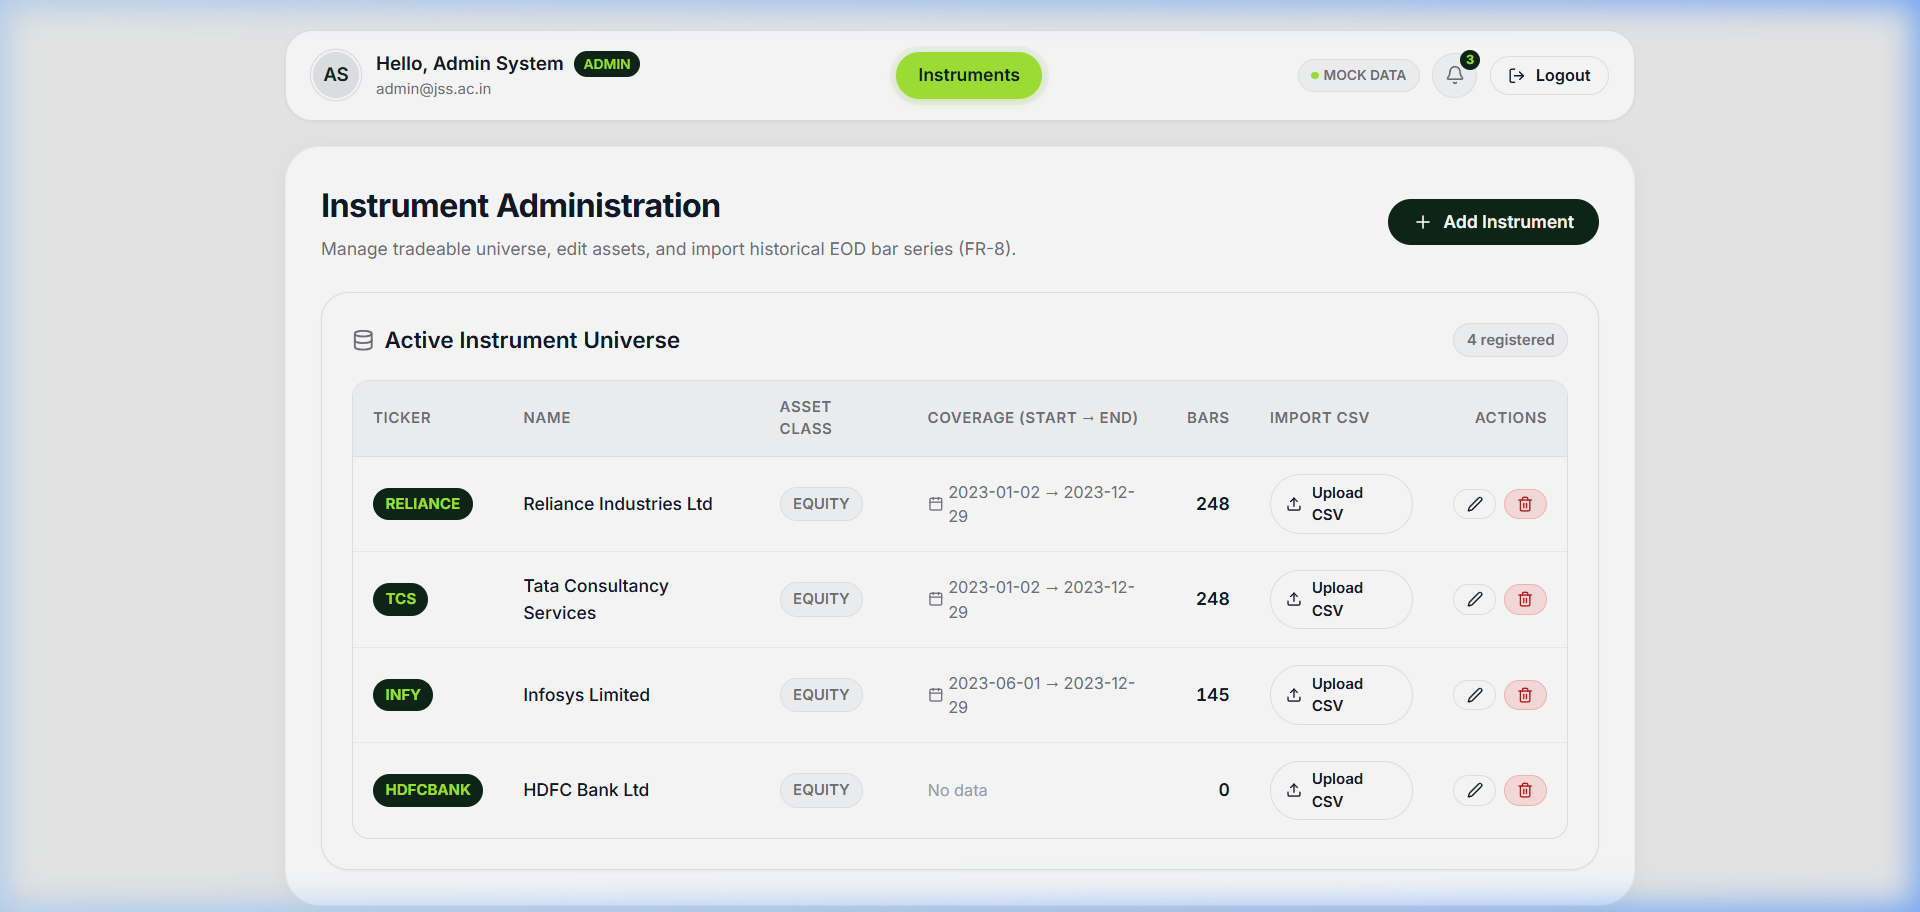 AS
Hello, Admin System ADMIN
admin@jss.ac.in
Instruments
MOCK DATA
3
Logout
Instrument Administration
Manage tradeable universe, edit assets, and import historical EOD bar series (FR-8).
+ Add Instrument
Active Instrument Universe
4 registered
TICKER
NAME
ASSET
CLASS
COVERAGE (START → END)
BARS
IMPORT CSV
ACTIONS
RELIANCE
Reliance Industries Ltd
EQUITY
2023-01-02 → 2023-12-
29
248
Upload
CSV
TCS
Tata Consultancy
Services
EQUITY
2023-01-02 → 2023-12-
29
248
Upload
CSV
INFY
Infosys Limited
EQUITY
2023-06-01 → 2023-12-
29
145
Upload
CSV
HDFCBANK
HDFC Bank Ltd
EQUITY
No data
0
Upload
CSV